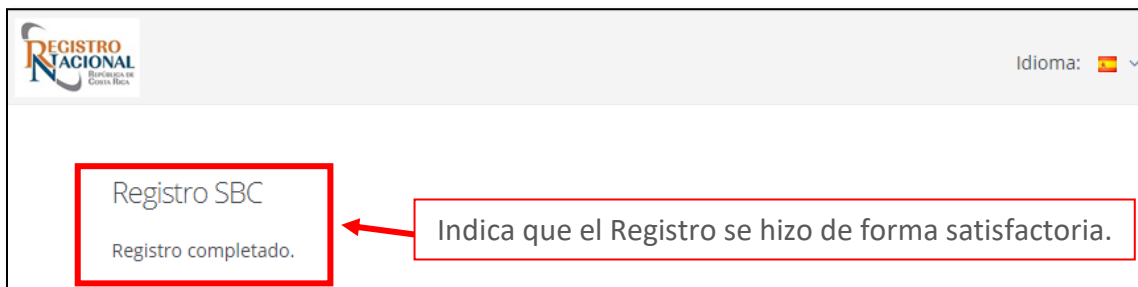 REGISTRO
NACIONAL
REPÚBLICA DE
COSTA RICA
Idioma:
Registro SBC
Indica que el Registro se hizo de forma satisfactoria.
Registro completado.